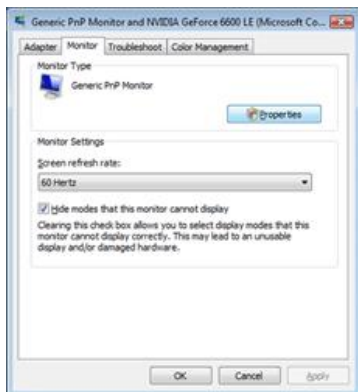 Generic PnP Monitor and NVIDIA GeForce 6600 LE (Microsoft Co...
Adapter Monitor Troubleshoot Color Management
Monitor Type
Generic PnP Monitor
Properties
Monitor Settings
Screen refresh rate:
60 Hertz
Hide modes that this monitor cannot display
Clearing this check box allows you to select display modes that this
monitor cannot display correctly. This may lead to an unusable
display and/or damaged hardware.
OK Cancel Apply